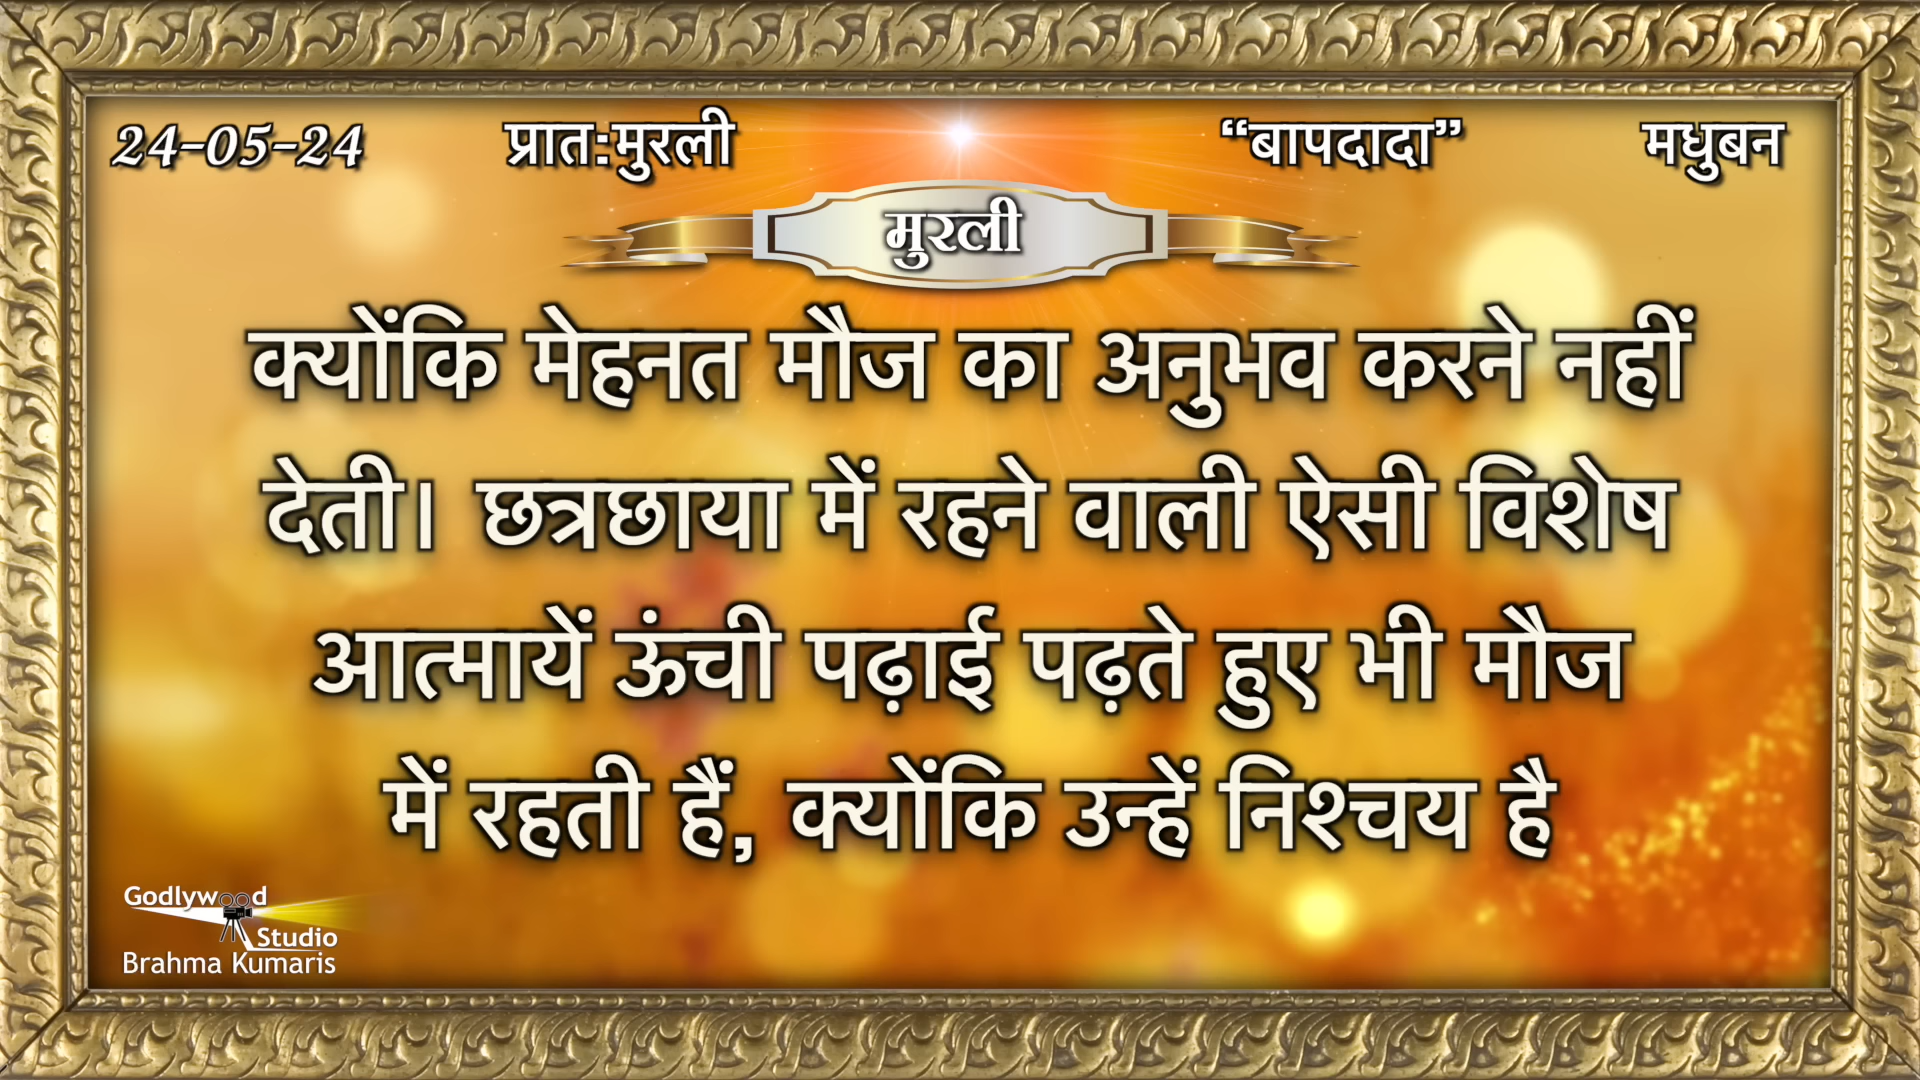 24-05-24 प्रात:मुरली “बापदादा” मधुबन
मुरली
क्योंकि मेहनत मौज का अनुभव करने नहीं
देती। छत्रछाया में रहने वाली ऐसी विशेष
आत्मायें ऊंची पढ़ाई पढ़ते हुए भी मौज
में रहती हैं, क्योंकि उन्हें निश्चय है
Godlywood
Studio
Brahma Kumaris